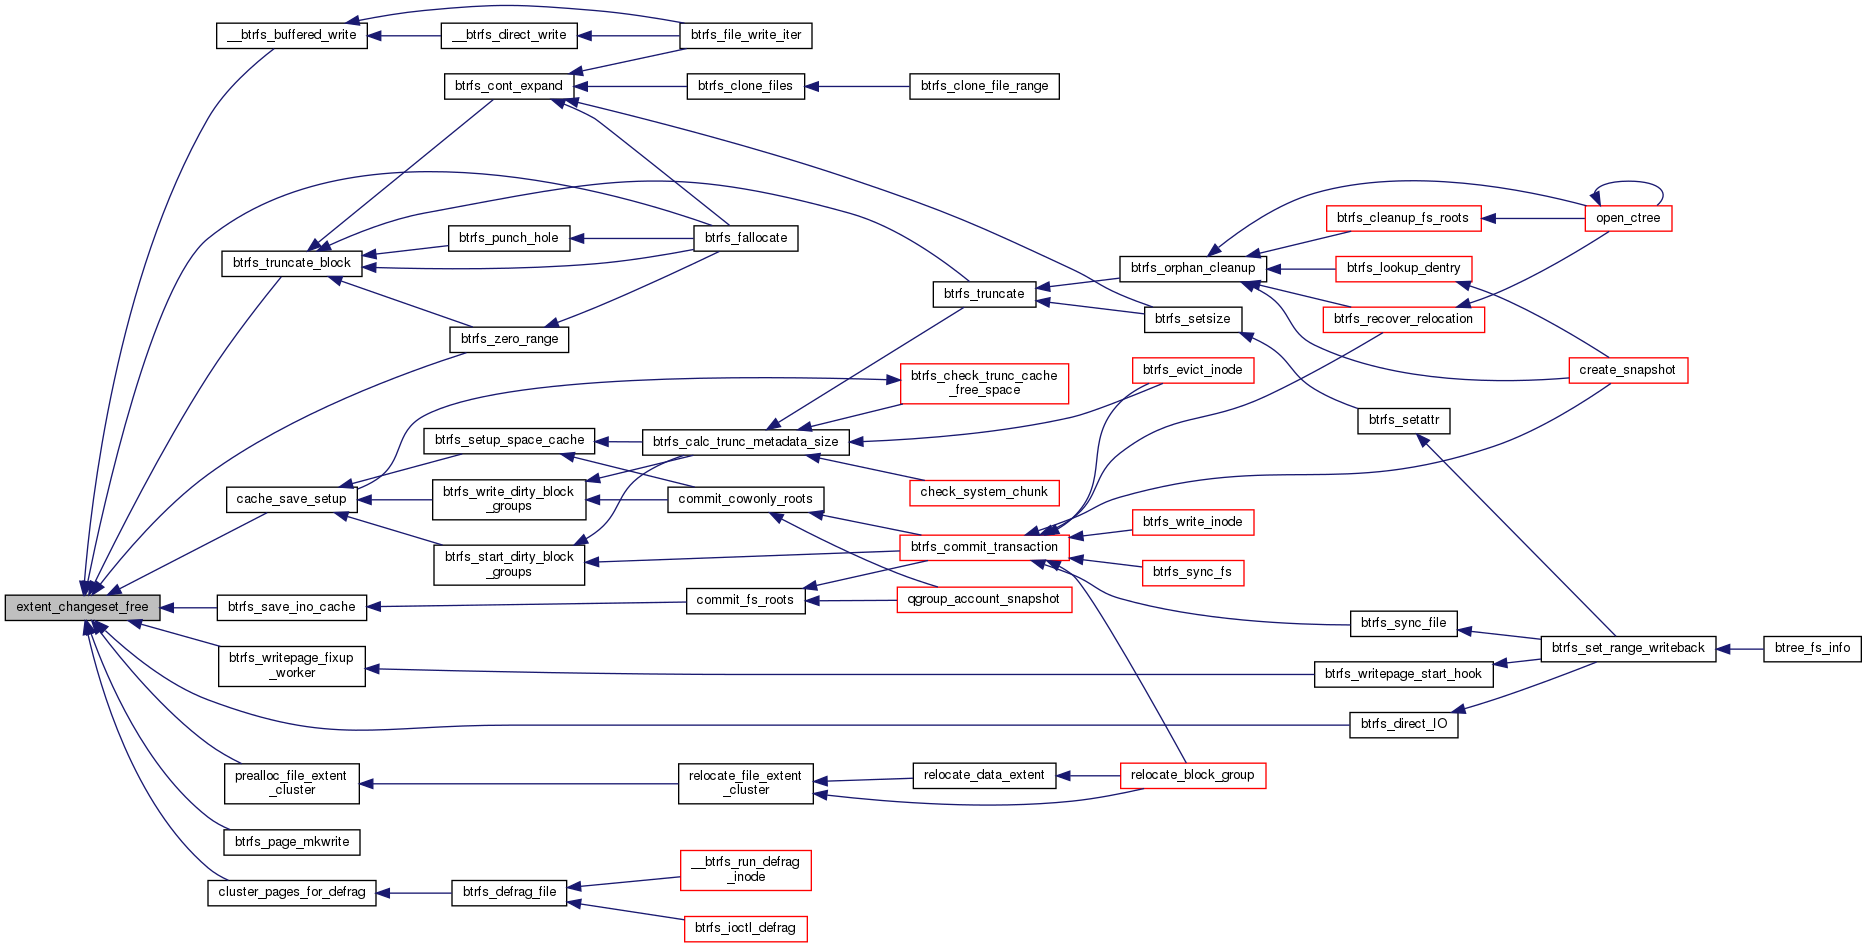 __btrfs_buffered_write
__btrfs_direct_write
btrfs_file_write_iter
btrfs_cont_expand
btrfs_clone_files
btrfs_clone_file_range
btrfs_truncate_block
btrfs_punch_hole
btrfs_fallocate
btrfs_zero_range
btrfs_truncate
btrfs_orphan_cleanup
btrfs_setsize
btrfs_cleanup_fs_roots
open_ctree
btrfs_lookup_dentry
btrfs_recover_relocation
create_snapshot
btrfs_check_trunc_cache
_free_space
btrfs_evict_inode
btrfs_setattr
btrfs_setup_space_cache
btrfs_calc_trunc_metadata_size
cache_save_setup
btrfs_write_dirty_block
_groups
commit_cowonly_roots
check_system_chunk
btrfs_start_dirty_block
_groups
btrfs_commit_transaction
btrfs_write_inode
btrfs_sync_fs
extent_changeset_free
btrfs_save_ino_cache
commit_fs_roots
qgroup_account_snapshot
btrfs_sync_file
btrfs_set_range_writeback
btree_fs_info
btrfs_writepage_fixup
_worker
btrfs_writepage_start_hook
btrfs_direct_IO
prealloc_file_extent
_cluster
relocate_file_extent
_cluster
relocate_data_extent
relocate_block_group
btrfs_page_mkwrite
cluster_pages_for_defrag
btrfs_defrag_file
__btrfs_run_defrag
_inode
btrfs_ioctl_defrag